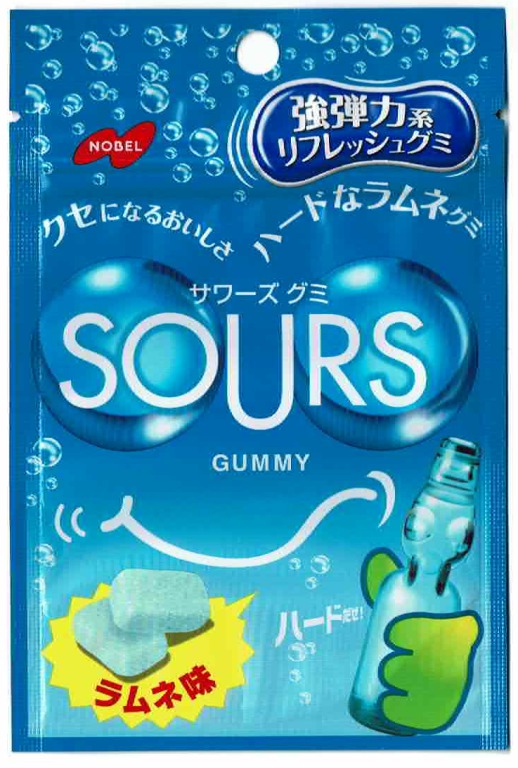 NOBEL
強弾力系
リフレッシュグミ
クセになるおいしさ
ハードなラムネグミ
サワーズ グミ
SOURS
GUMMY
ハードだぜ!
ラムネ味